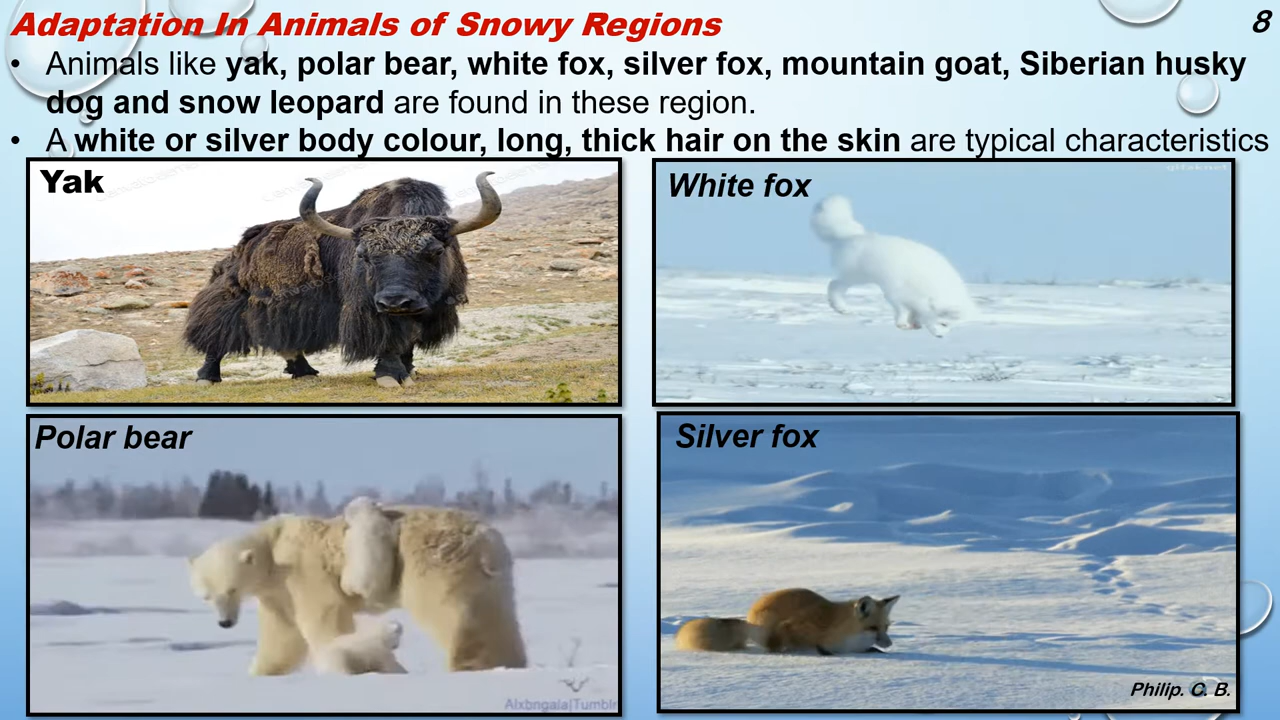 Adaptation In Animals of Snowy Regions
8
• Animals like yak, polar bear, white fox, silver fox, mountain goat, Siberian husky
dog and snow leopard are found in these region.
• A white or silver body colour, long, thick hair on the skin are typical characteristics
Yak
White fox
Polar bear
Silver fox
Alxbngala|Tumblr
Philip. C. B.